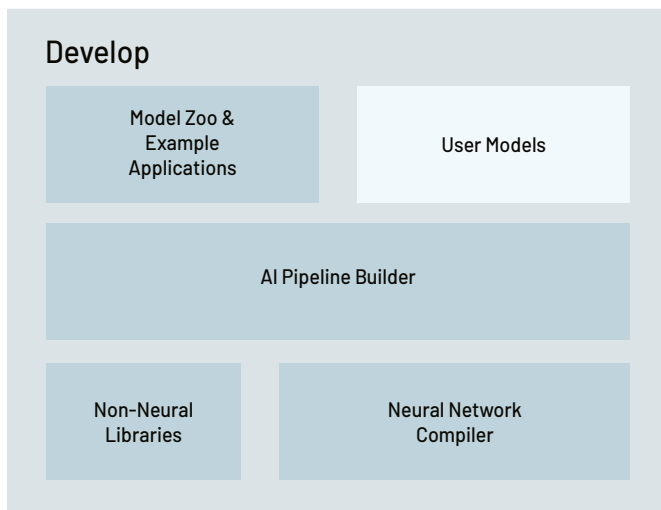 Develop
Model Zoo &
Example
Applications
User Models
AI Pipeline Builder
Non-Neural
Libraries
Neural Network
Compiler